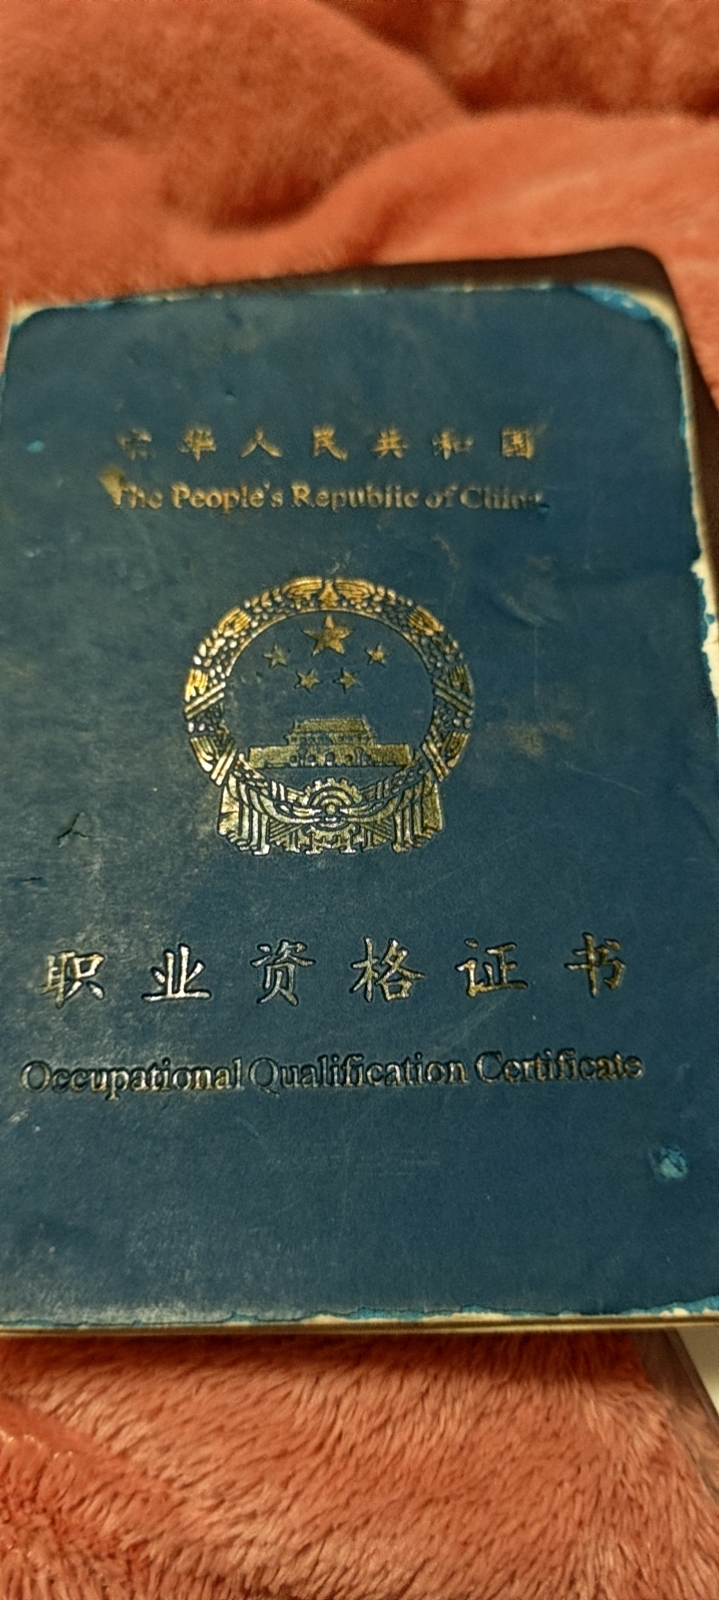 中华人民共和国
The People's Republic of China
职业资格证书
Occupational Qualification Certificate